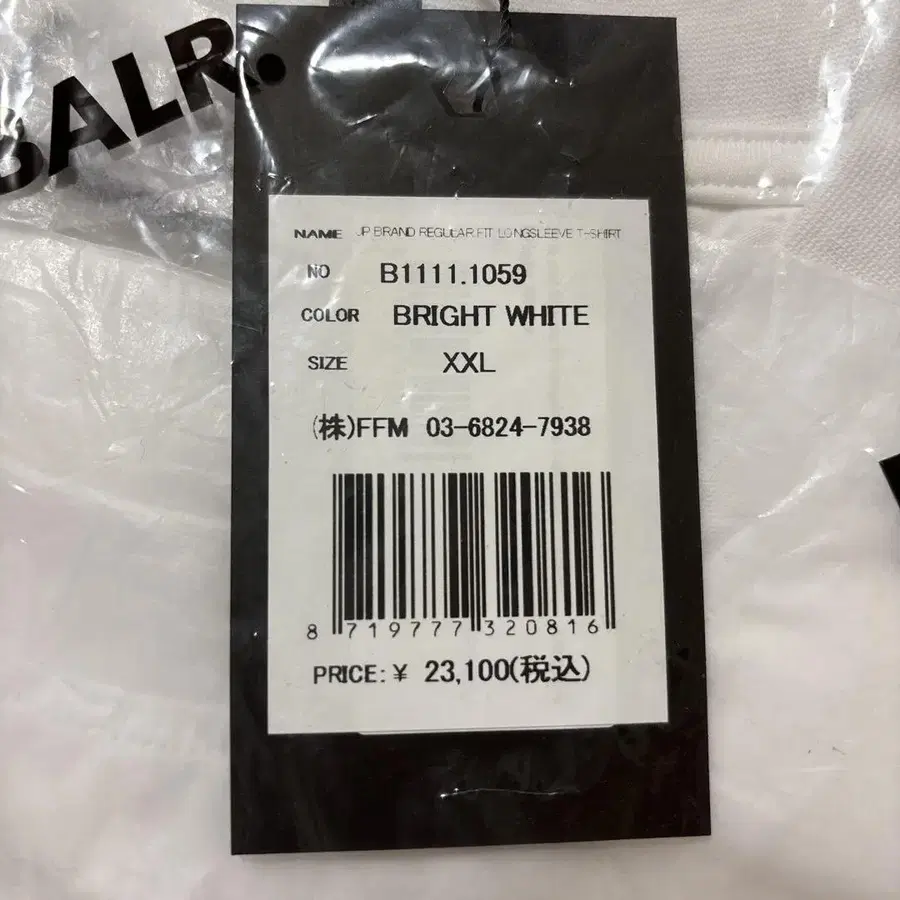 BALR.
NAME JP BRAND REGULAR FIT LONGSLEEVE T-SHIRT
NO B1111.1059
COLOR BRIGHT WHITE
SIZE XXL
(株)FFM 03-6824-7938
8 719777 320816
PRICE:¥ 23,100(税込)